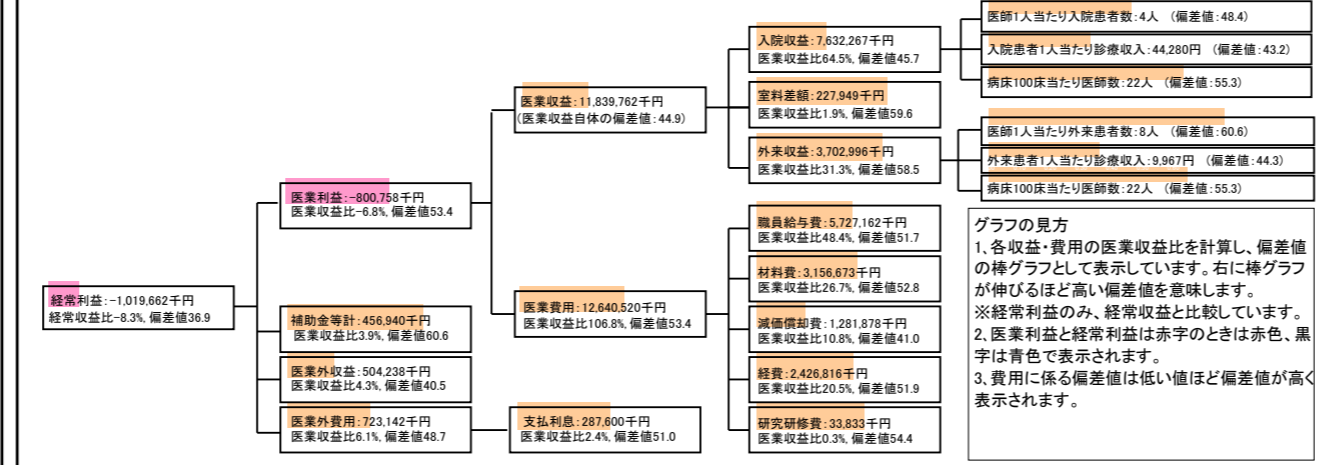 経常利益:-1,019,662千円
経常収益比-8.3%, 偏差値36.9
医業利益:-800,758千円
医業収益比-6.8%, 偏差値53.4
補助金等計:456,940千円
医業収益比3.9%, 偏差値60.6
医業外収益:504,238千円
医業収益比4.3%, 偏差値40.5
医業外費用:723,142千円
医業収益比6.1%, 偏差値48.7
医業収益:11,839,762千円
(医業収益自体の偏差値:44.9)
医業費用:12,640,520千円
医業収益比106.8%, 偏差値53.4
支払利息:287,600千円
医業収益比2.4%, 偏差値51.0
入院収益:7,632,267千円
医業収益比64.5%, 偏差値45.7
室料差額:227,949千円
医業収益比1.9%, 偏差値59.6
外来収益:3,702,996千円
医業収益比31.3%, 偏差値58.5
職員給与費:5,727,162千円
医業収益比48.4%, 偏差値51.7
材料費:3,156,673千円
医業収益比26.7%, 偏差値52.8
減価償却費:1,281,878千円
医業収益比10.8%, 偏差値41.0
経費:2,426,816千円
医業収益比20.5%, 偏差値51.9
研究研修費:33,833千円
医業収益比0.3%, 偏差値54.4
医師1人当たり入院患者数:4人 (偏差値:48.4)
入院患者1人当たり診療収入:44,280円 (偏差値:43.2)
病床100床当たり医師数:22人 (偏差値:55.3)
医師1人当たり外来患者数:8人 (偏差値:60.6)
外来患者1人当たり診療収入:9,967円 (偏差値:44.3)
病床100床当たり医師数:22人 (偏差値:55.3)
グラフの見方
1、各収益・費用の医業収益比を計算し、偏差値
の棒グラフとして表示しています。右に棒グラフ
が伸びるほど高い偏差値を意味します。
※経常利益のみ、経常収益と比較しています。
2、医業利益と経常利益は赤字のときは赤色、黒
字は青色で表示されます。
3、費用に係る偏差値は低い値ほど偏差値が高く
表示されます。